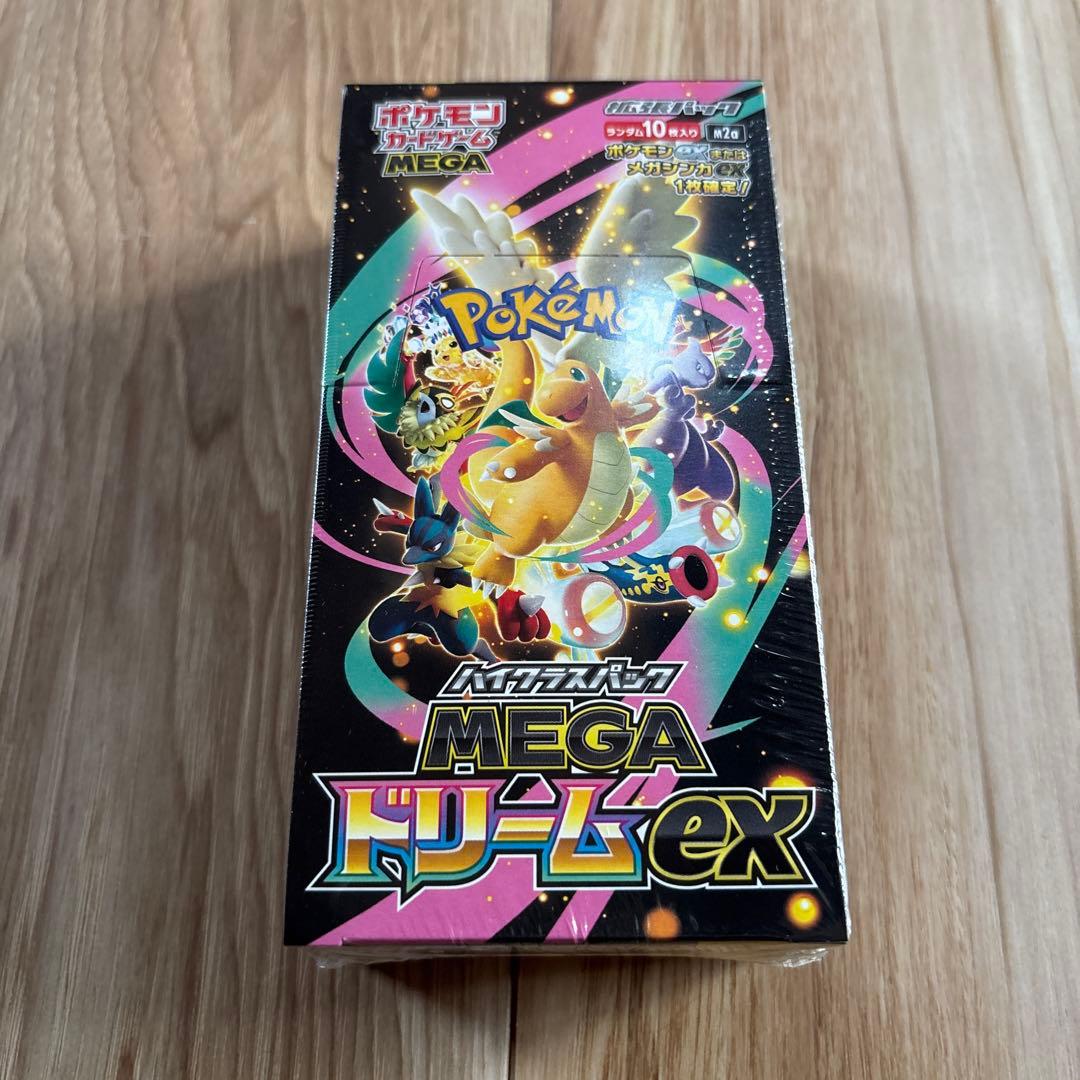 ポケモン
カードゲーム
MEGA
拡張パック
ランダム10枚入り M2a
ポケモンexまたは
メガシンカex
1枚確定!
POKéMON
ハイクラスパック
MEGA
ドリームex